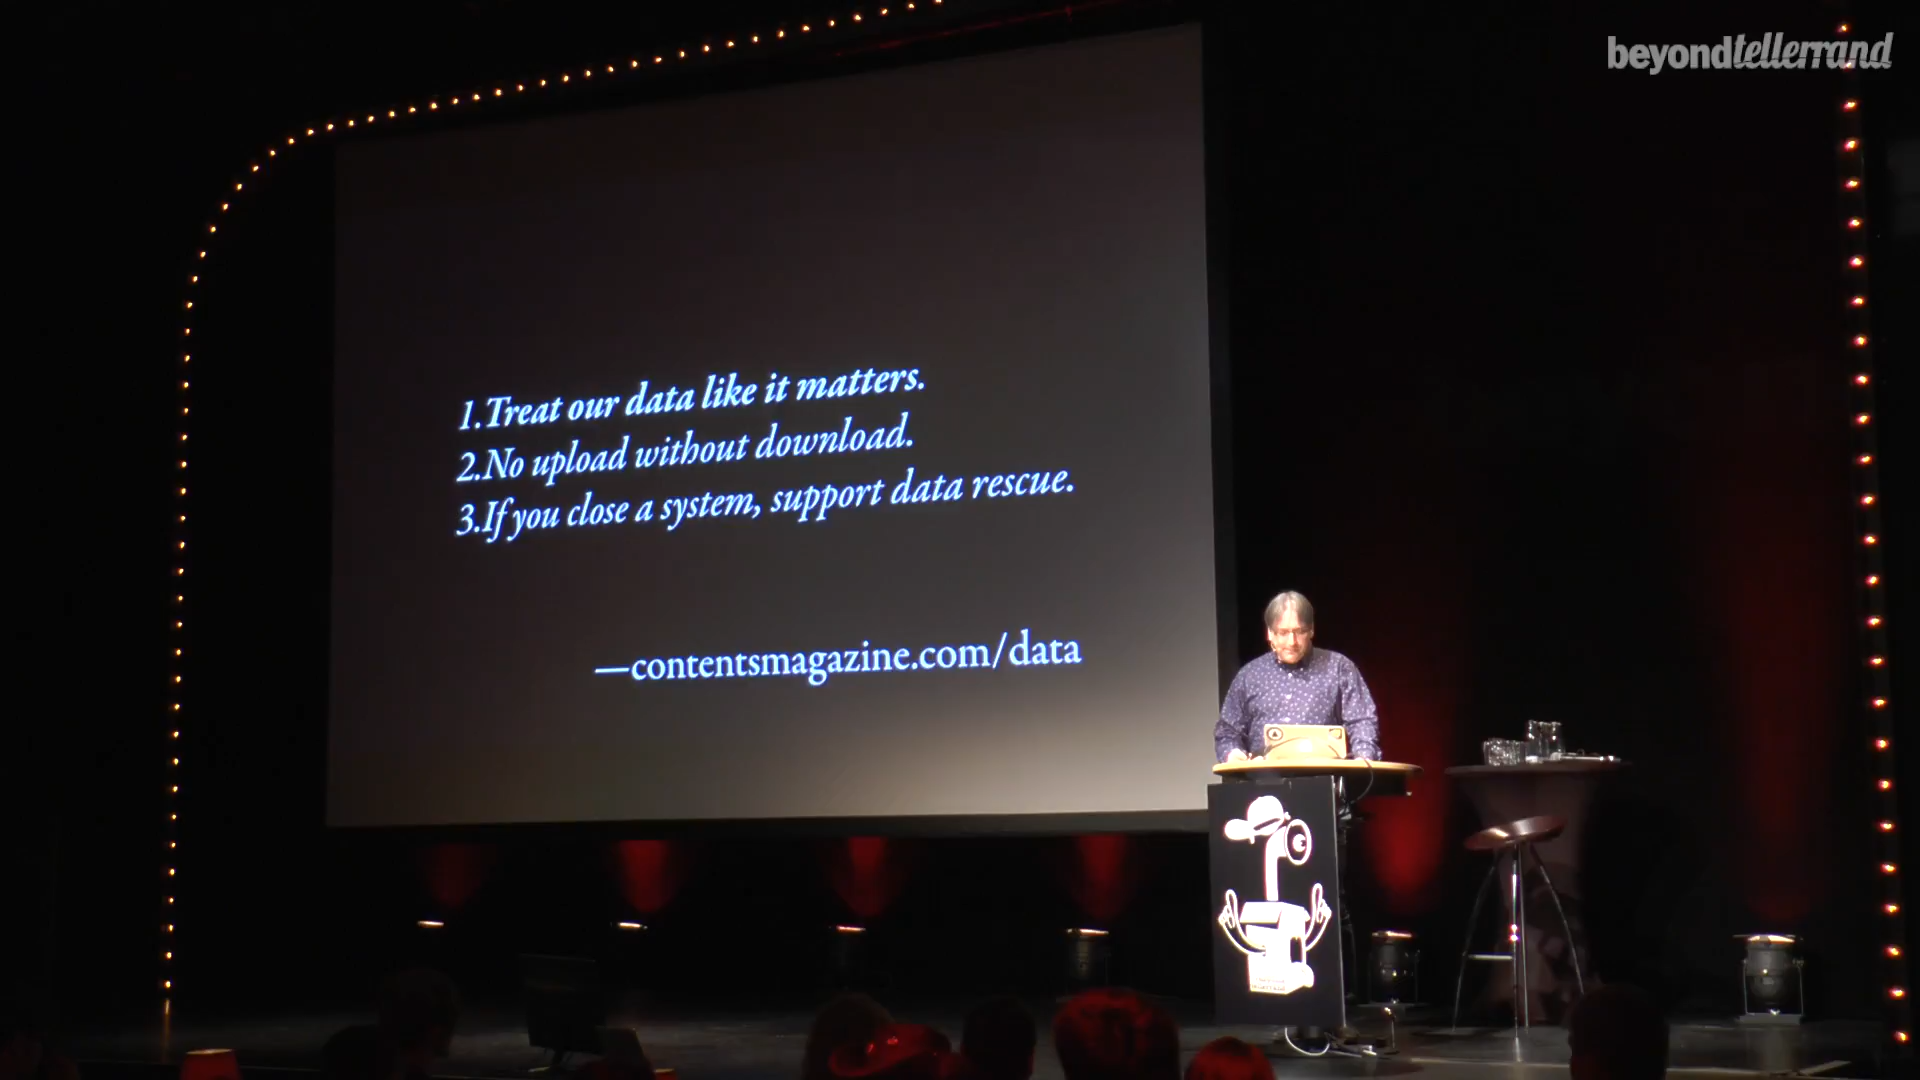 beyondtellerrand
1.Treat our data like it matters.
2.No upload without download.
3.If you close a system, support data rescue.
—contentsmagazine.com/data